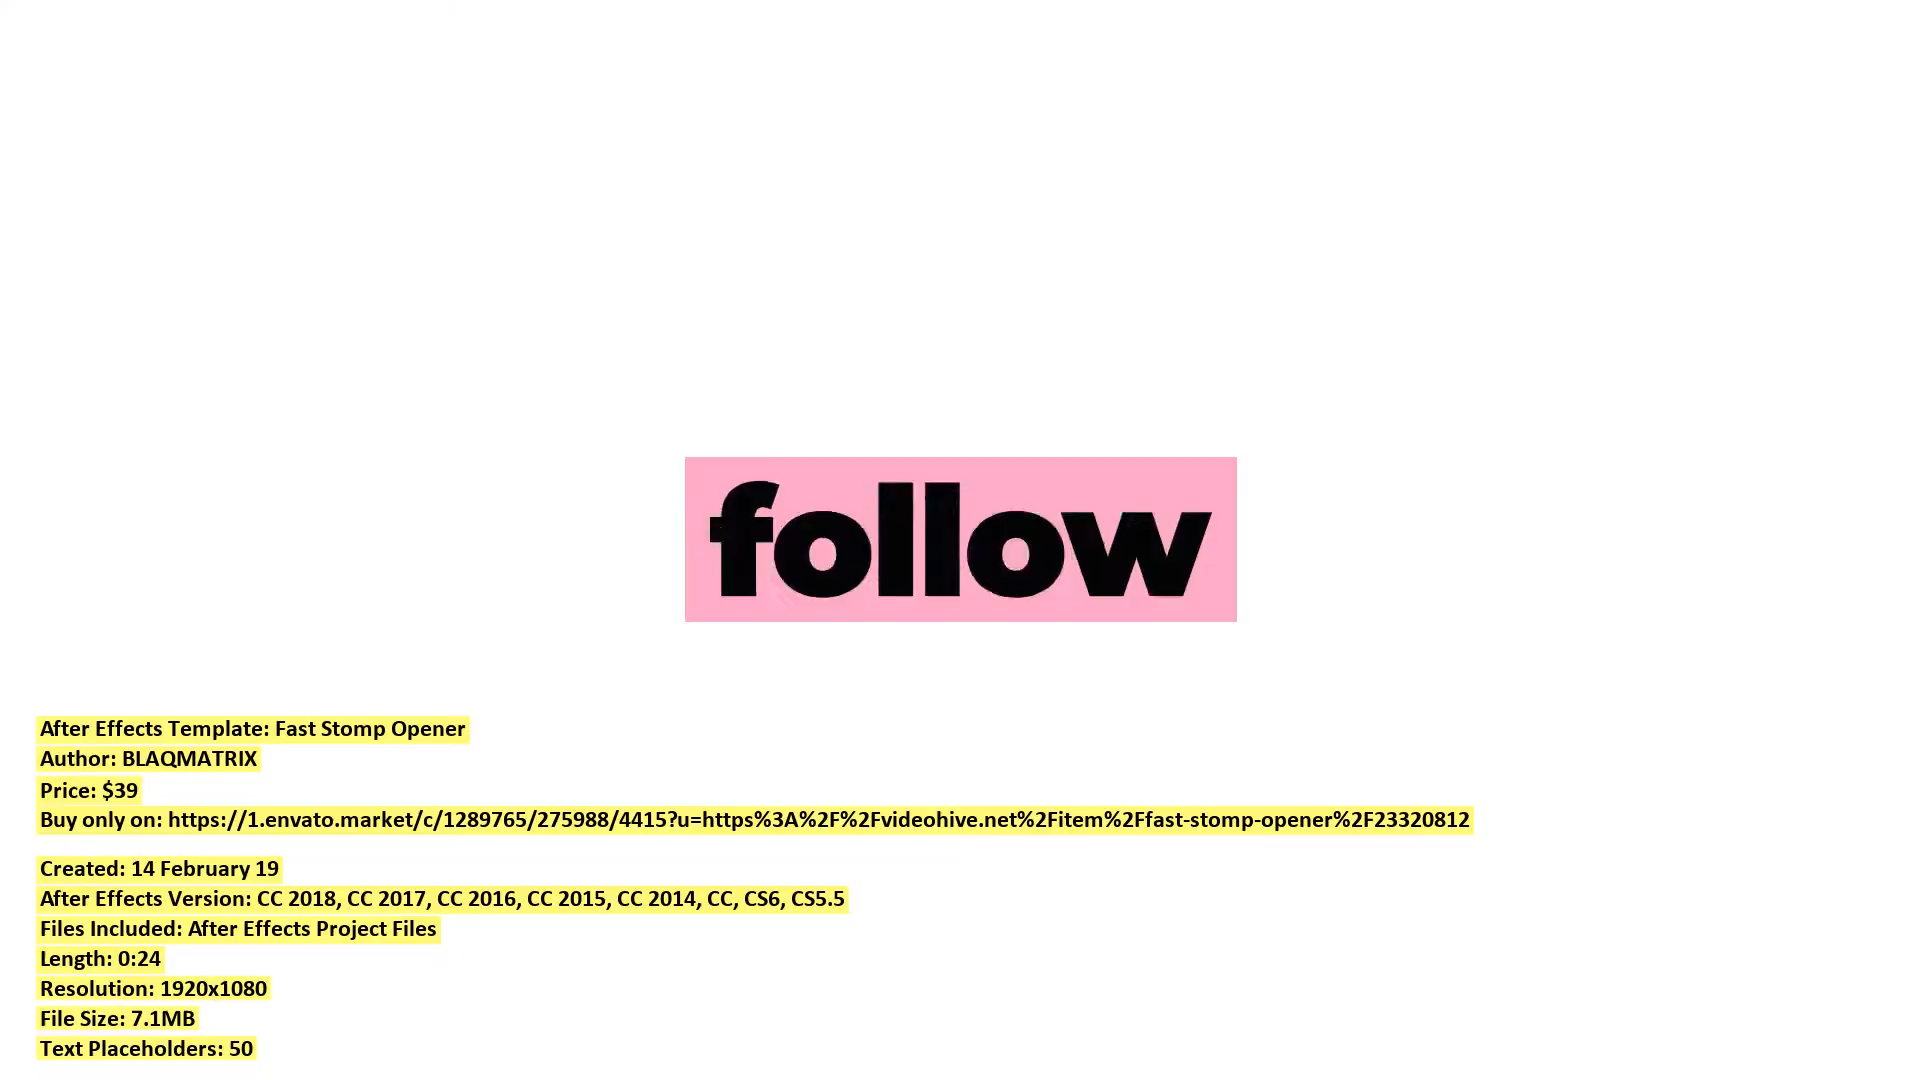 follow
After Effects Template: Fast Stomp Opener
Author: BLAQMATRIX
Price: $39
Buy only on: https://1.envato.market/c/1289765/275988/4415?u=https%3A%2F%2Fvideohive.net%2Fitem%2Ffast-stomp-opener%2F23320812
Created: 14 February 19
After Effects Version: CC 2018, CC 2017, CC 2016, CC 2015, CC 2014, CC, CS6, CS5.5
Files Included: After Effects Project Files
Length: 0:24
Resolution: 1920x1080
File Size: 7.1MB
Text Placeholders: 50